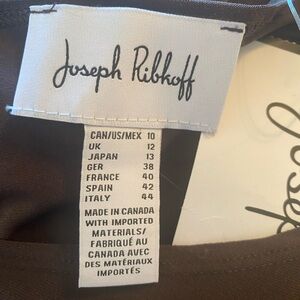 Joseph Ribkoff
CAN/US/MEX 10
UK 12
JAPAN 13
GER 38
FRANCE 40
SPAIN 42
ITALY 44
MADE IN CANADA
WITH IMPORTED
MATERIALS/
FABRIQUÉ AU
CANADA AVEC
DES MATÉRIAUX
IMPORTÉS
Joseph